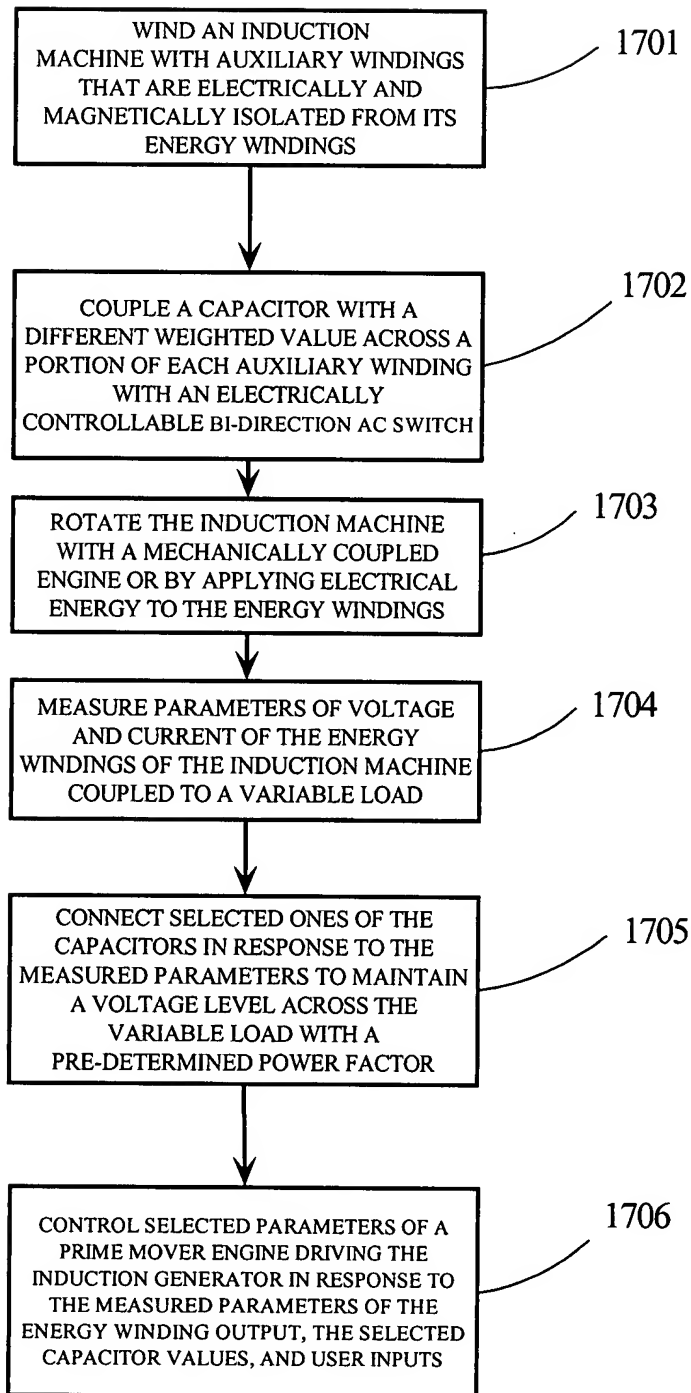 WIND AN INDUCTION
MACHINE WITH AUXILIARY WINDINGS
THAT ARE ELECTRICALLY AND
MAGNETICALLY ISOLATED FROM ITS
ENERGY WINDINGS
1701
COUPLE A CAPACITOR WITH A
DIFFERENT WEIGHTED VALUE ACROSS A
PORTION OF EACH AUXILIARY WINDING
WITH AN ELECTRICALLY
CONTROLLABLE BI-DIRECTION AC SWITCH
1702
ROTATE THE INDUCTION MACHINE
WITH A MECHANICALLY COUPLED
ENGINE OR BY APPLYING ELECTRICAL
ENERGY TO THE ENERGY WINDINGS
1703
MEASURE PARAMETERS OF VOLTAGE
AND CURRENT OF THE ENERGY
WINDINGS OF THE INDUCTION MACHINE
COUPLED TO A VARIABLE LOAD
1704
CONNECT SELECTED ONES OF THE
CAPACITORS IN RESPONSE TO THE
MEASURED PARAMETERS TO MAINTAIN
A VOLTAGE LEVEL ACROSS THE
VARIABLE LOAD WITH A
PRE-DETERMINED POWER FACTOR
1705
CONTROL SELECTED PARAMETERS OF A
PRIME MOVER ENGINE DRIVING THE
INDUCTION GENERATOR IN RESPONSE TO
THE MEASURED PARAMETERS OF THE
ENERGY WINDING OUTPUT, THE SELECTED
CAPACITOR VALUES, AND USER INPUTS
1706